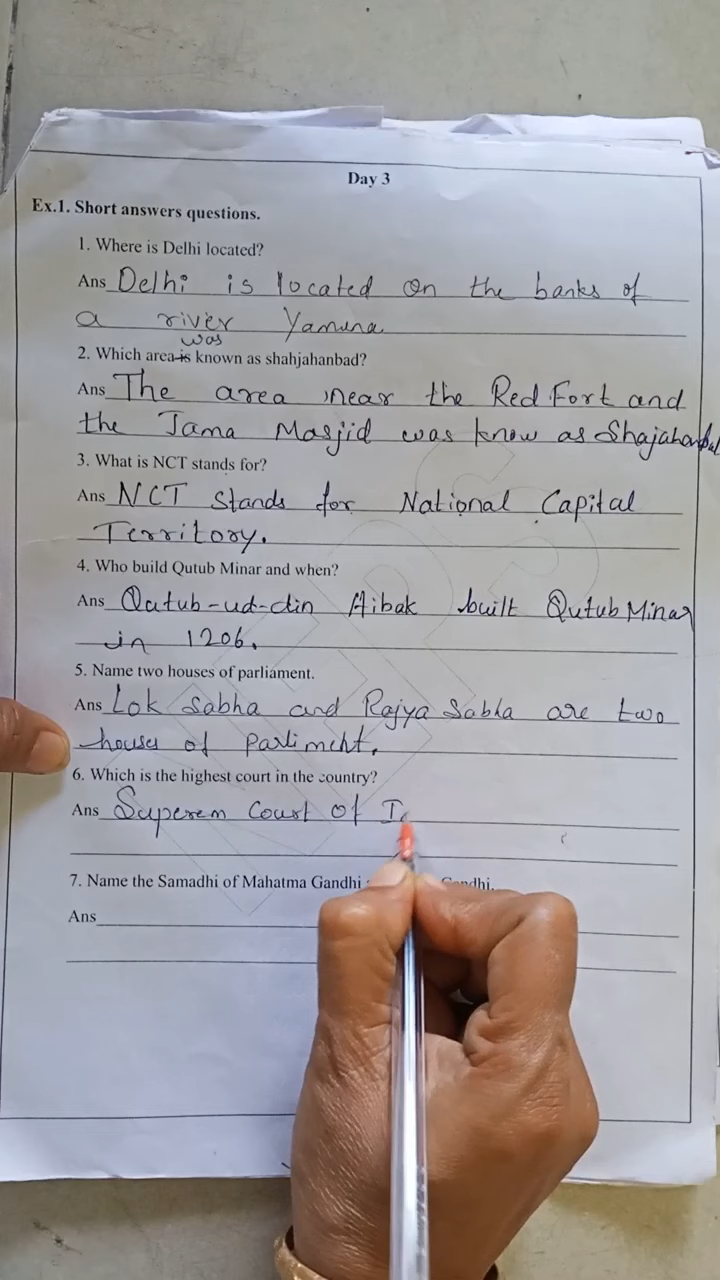 Day 3
Ex.1. Short answers questions.
1. Where is Delhi located?
Ans Delhi is located on the banks of
a river Yamuna
was
2. Which area is known as shahjahanbad?
Ans The area near the Red Fort and
the Jama Masjid was know as Shajahanbad
3. What is NCT stands for?
Ans NCT stands for National Capital
Territory.
4. Who build Qutub Minar and when?
Ans Qutub-ud-din Aibak built Qutub Minar
in 1206.
5. Name two houses of parliament.
Ans Lok Sabha and Rajya Sabha are two
houses of Parliment.
6. Which is the highest court in the country?
Ans Superem Court of I
7. Name the Samadhi of Mahatma Gandhi Gandhi.
Ans